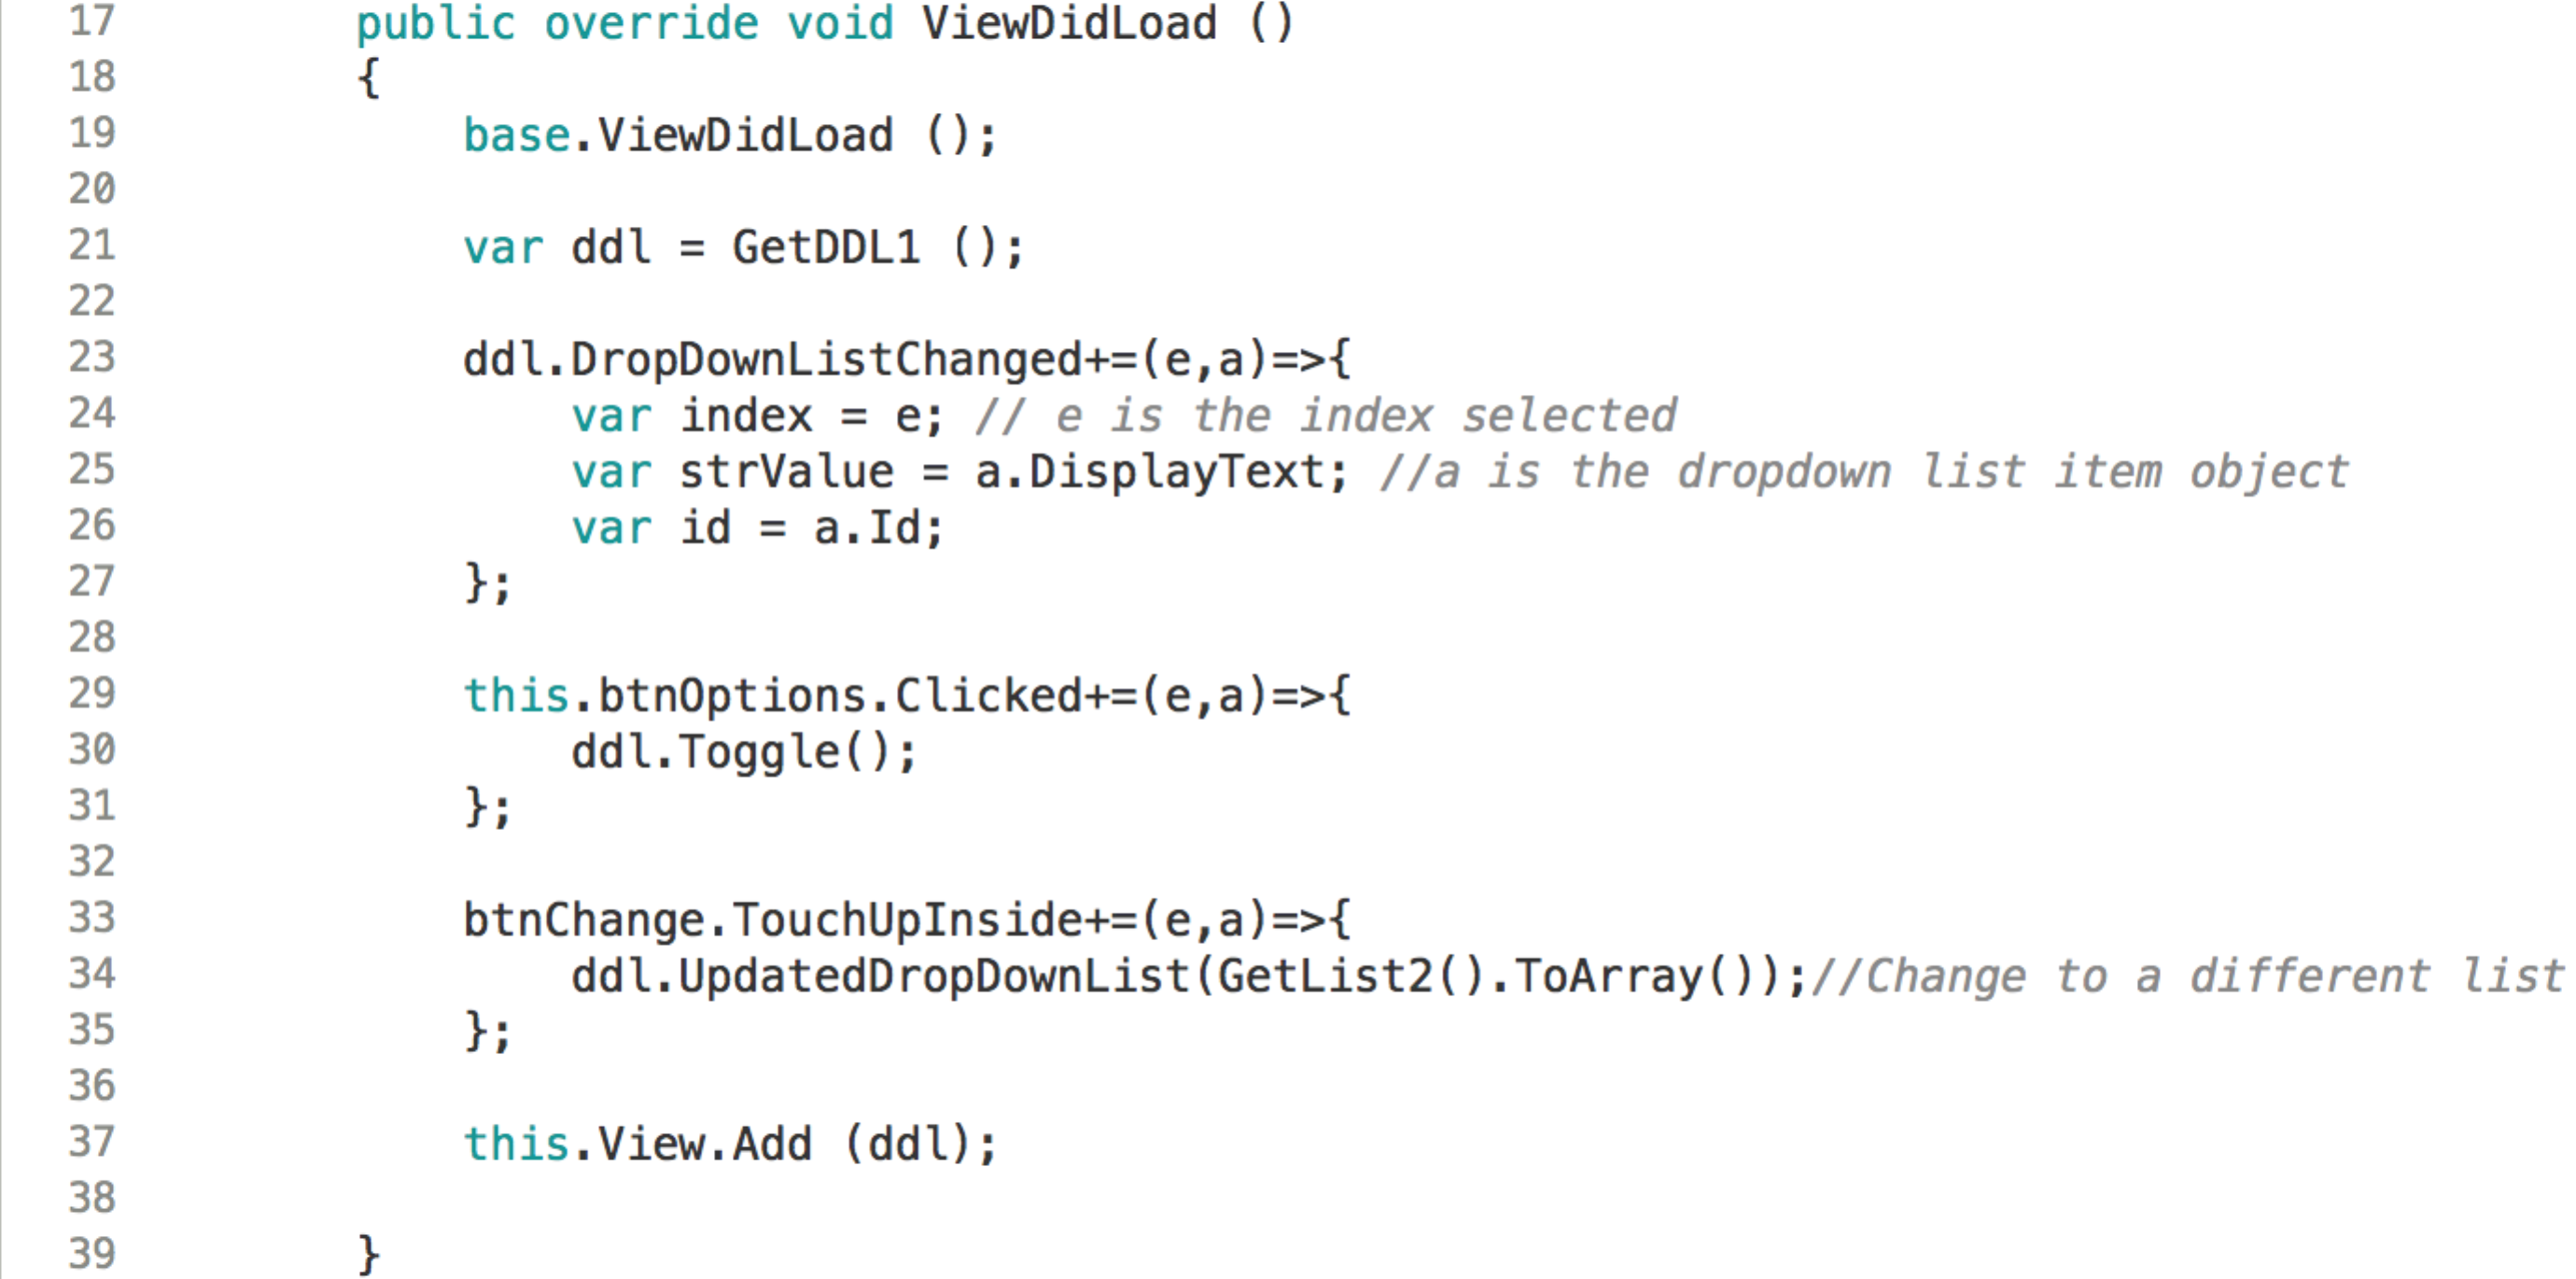 17 public override void ViewDidLoad ()
18 {
19 base.ViewDidLoad ();
20
21 var ddl = GetDDL1 ();
22
23 ddl.DropDownListChanged+=(e,a)=>{
24 var index = e; // e is the index selected
25 var strValue = a.DisplayText; //a is the dropdown list item object
26 var id = a.Id;
27 };
28
29 this.btnOptions.Clicked+=(e,a)=>{
30 ddl.Toggle();
31 };
32
33 btnChange.TouchUpInside+=(e,a)=>{
34 ddl.UpdatedDropDownList(GetList2().ToArray());//Change to a different list
35 };
36
37 this.View.Add (ddl);
38
39 }